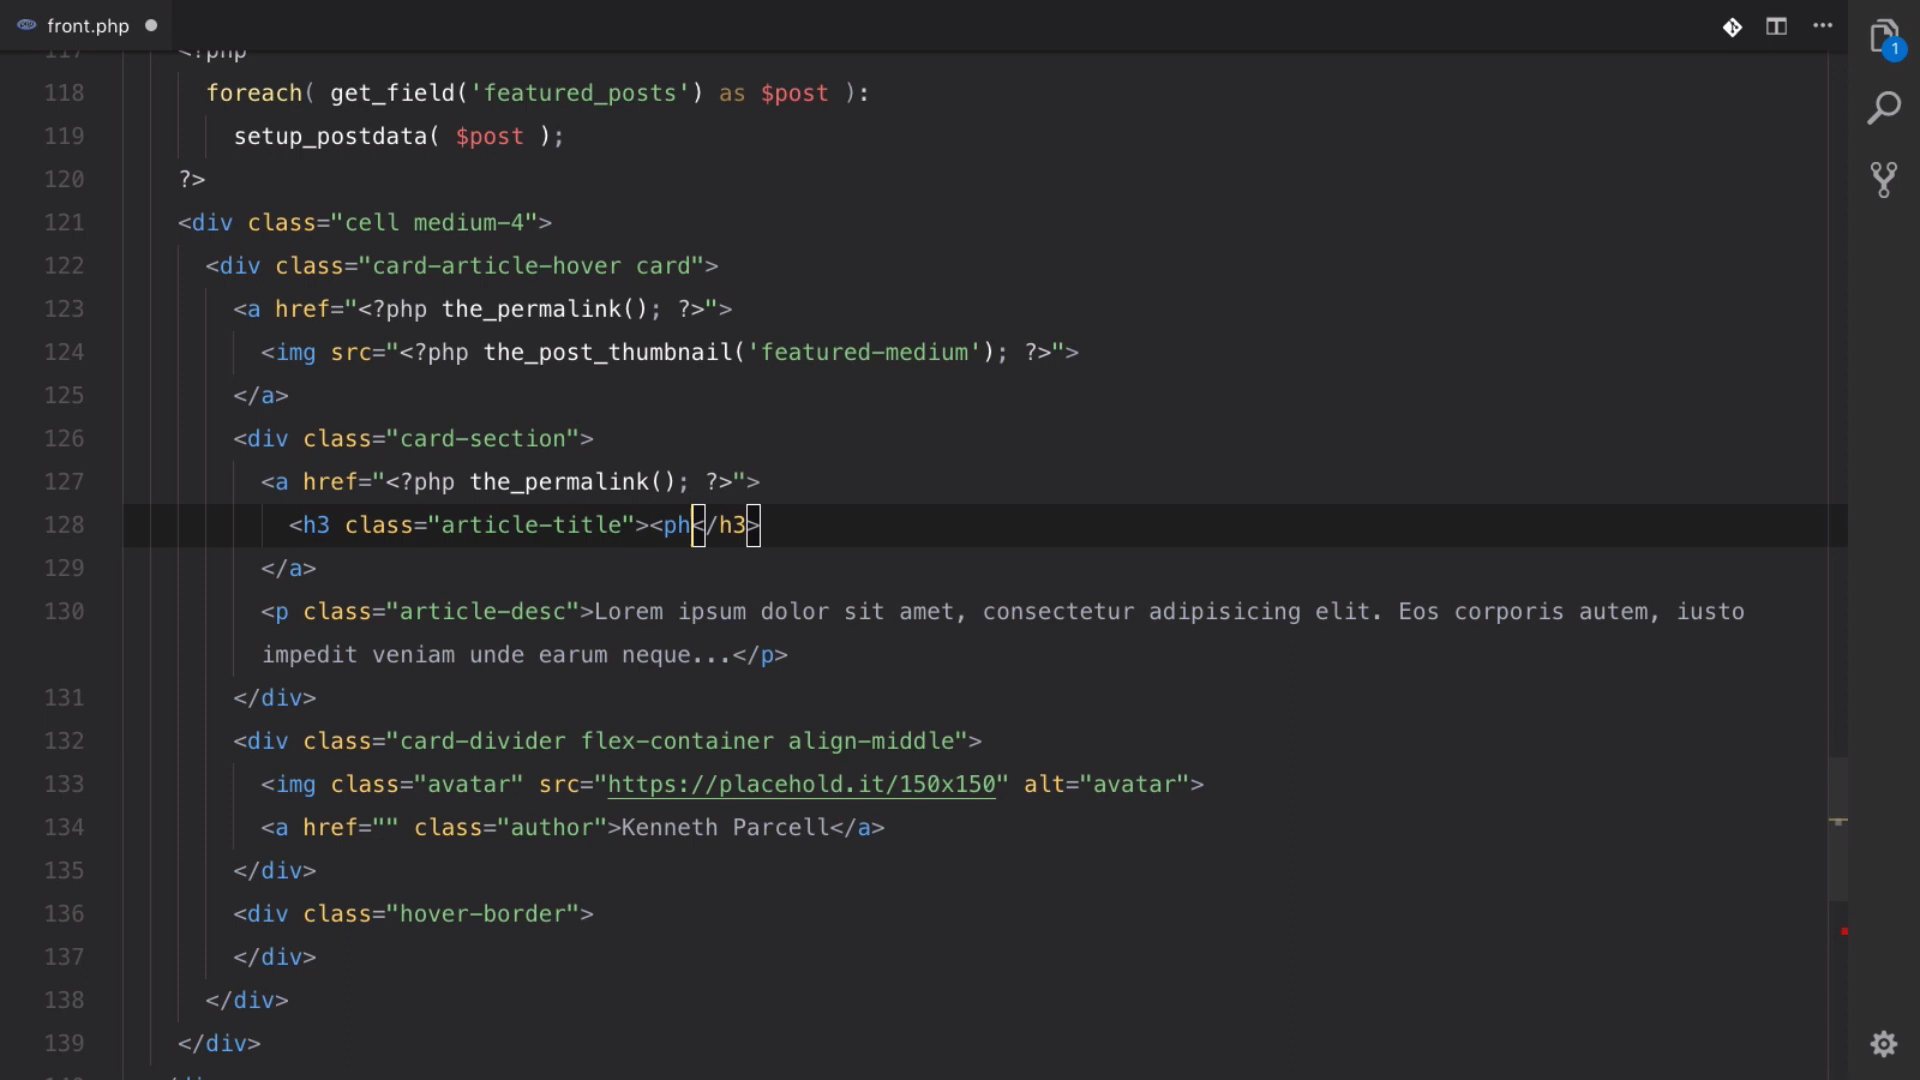 front.php
1
117 <?php
118 foreach( get_field('featured_posts') as $post ):
119 setup_postdata( $post );
120 ?>
121 <div class="cell medium-4">
122 <div class="card-article-hover card">
123 <a href="<?php the_permalink(); ?>">
124 <img src="<?php the_post_thumbnail('featured-medium'); ?>">
125 </a>
126 <div class="card-section">
127 <a href="<?php the_permalink(); ?>">
128 <h3 class="article-title"><ph</h3>
129 </a>
130 <p class="article-desc">Lorem ipsum dolor sit amet, consectetur adipisicing elit. Eos corporis autem, iusto
impedit veniam unde earum neque...</p>
131 </div>
132 <div class="card-divider flex-container align-middle">
133 <img class="avatar" src="https://placehold.it/150x150" alt="avatar">
134 <a href="" class="author">Kenneth Parcell</a>
135 </div>
136 <div class="hover-border">
137 </div>
138 </div>
139 </div>